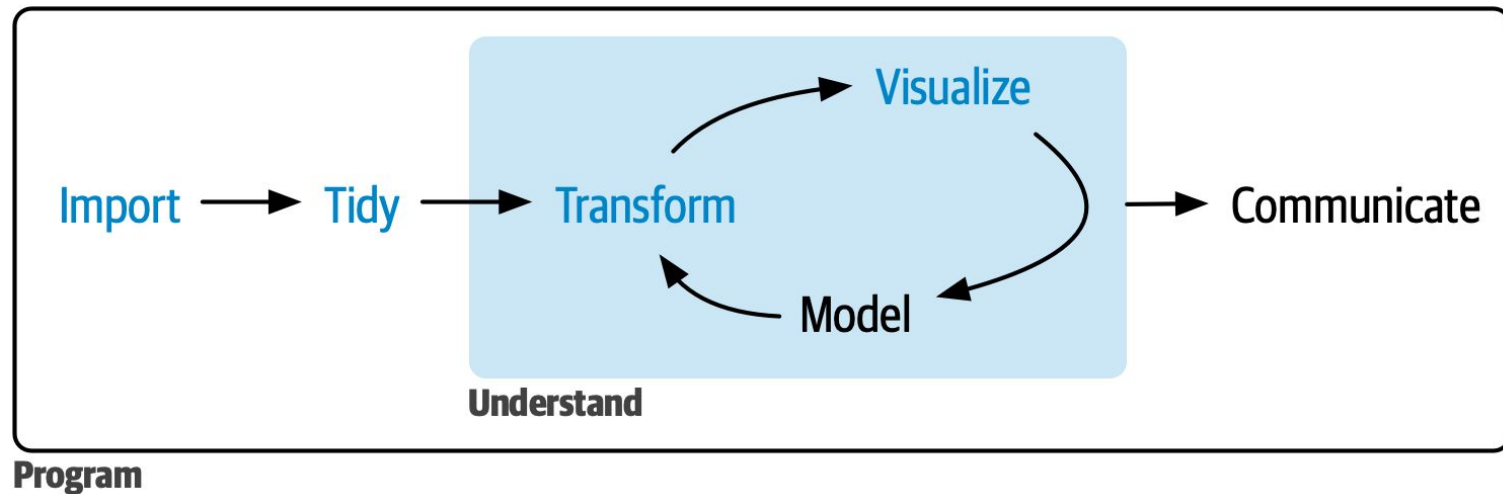 Import
Tidy
Transform
Visualize
Model
Communicate
Understand
Program